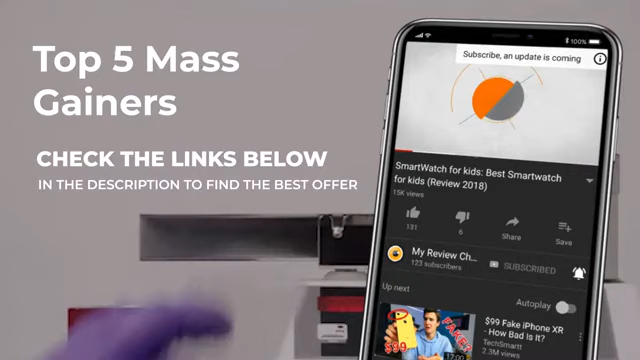 Top 5 Mass
Gainers
CHECK THE LINKS BELOW
IN THE DESCRIPTION TO FIND THE BEST OFFER
100%
Subscribe, an update is coming
SmartWatch for kids: Best Smartwatch
for kids (Review 2018)
15K views
131
6
Share
Save
My Review Ch...
123 subscribers
SUBSCRIBED
Up next
Autoplay
$99
FAKE?
17:00
$99 Fake iPhone XR
- How Bad Is It?
TechSmartt
2.3M views